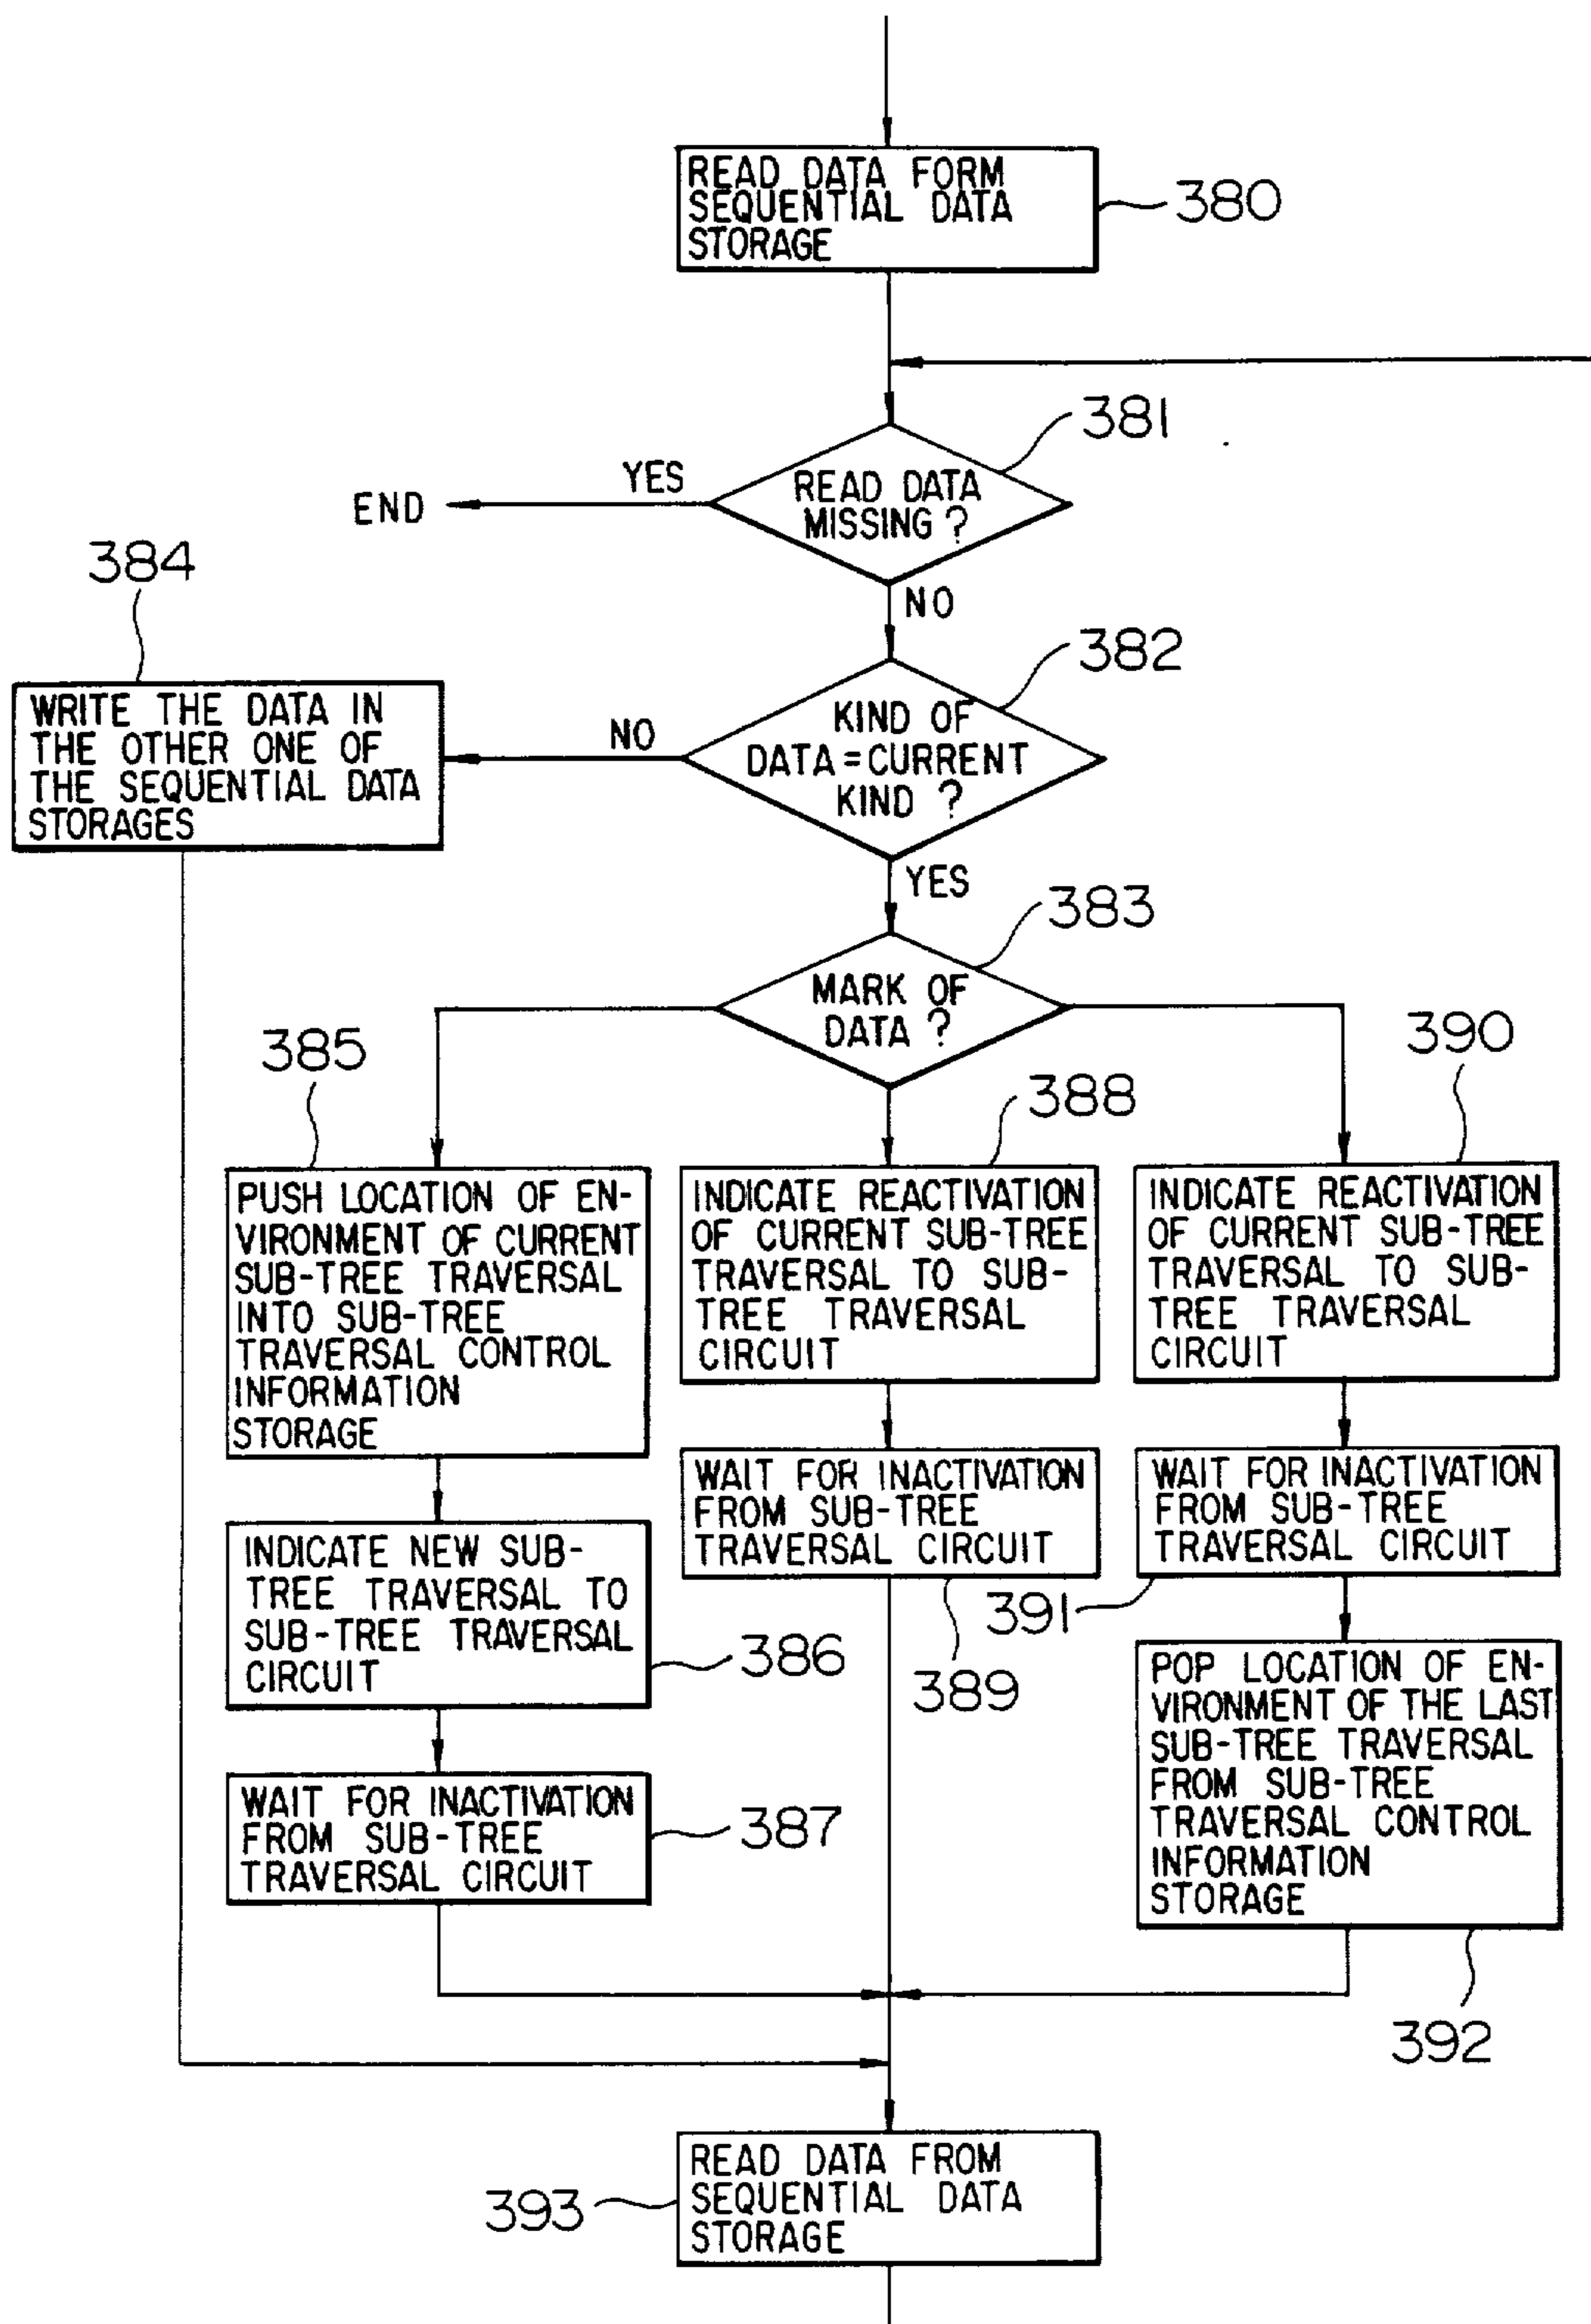 READ DATA FORM
SEQUENTIAL DATA
STORAGE
380
381
READ DATA
MISSING ?
YES
END
NO
384
382
WRITE THE DATA IN
THE OTHER ONE OF
THE SEQUENTIAL DATA
STORAGES
NO
KIND OF
DATA = CURRENT
KIND ?
YES
383
MARK OF
DATA ?
385
388
390
PUSH LOCATION OF EN-
VIRONMENT OF CURRENT
SUB-TREE TRAVERSAL
INTO SUB-TREE
TRAVERSAL CONTROL
INFORMATION
STORAGE
INDICATE REACTIVATION
OF CURRENT SUB-TREE
TRAVERSAL TO SUB-
TREE TRAVERSAL
CIRCUIT
INDICATE REACTIVATION
OF CURRENT SUB-TREE
TRAVERSAL TO SUB-
TREE TRAVERSAL
CIRCUIT
INDICATE NEW SUB-
TREE TRAVERSAL TO
SUB-TREE TRAVERSAL
CIRCUIT
386
WAIT FOR INACTIVATION
FROM SUB-TREE
TRAVERSAL CIRCUIT
389
WAIT FOR INACTIVATION
FROM SUB-TREE
TRAVERSAL CIRCUIT
391
WAIT FOR INACTIVATION
FROM SUB-TREE
TRAVERSAL CIRCUIT
387
POP LOCATION OF EN-
VIRONMENT OF THE LAST
SUB-TREE TRAVERSAL
FROM SUB-TREE
TRAVERSAL CONTROL
INFORMATION
STORAGE
392
READ DATA FROM
SEQUENTIAL DATA
STORAGE
393